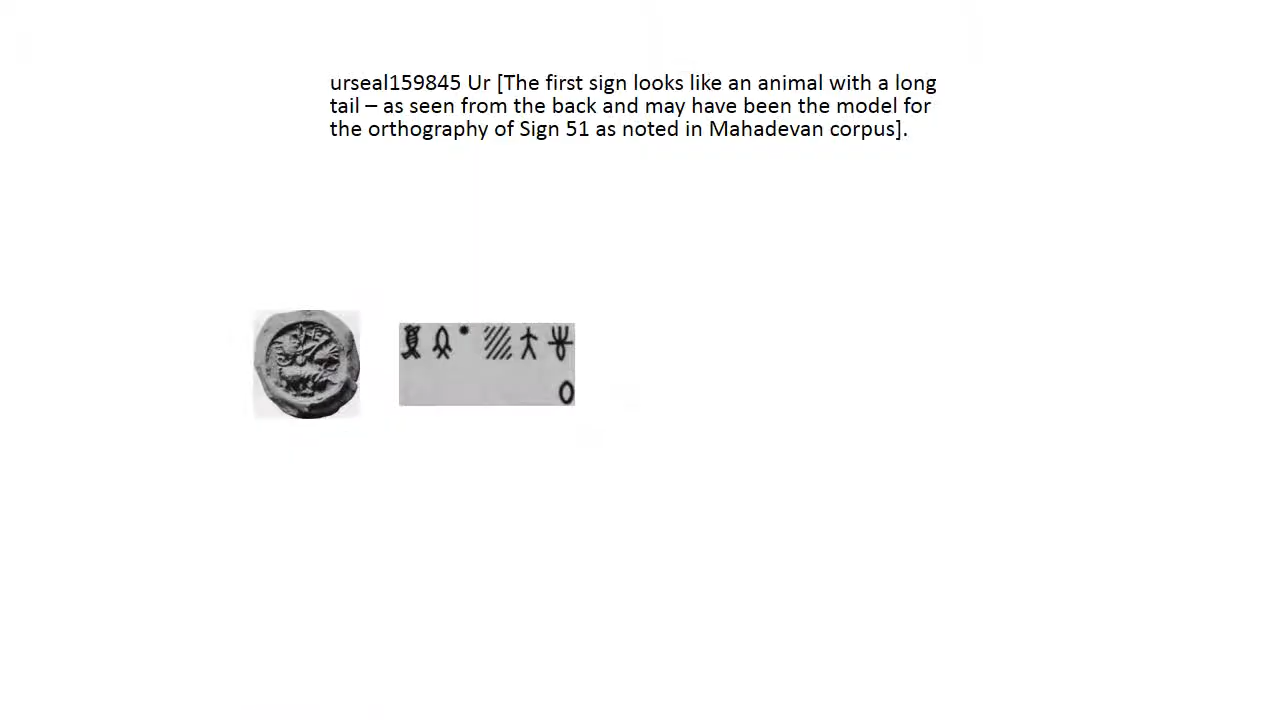 urseal159845 Ur [The first sign looks like an animal with a long
tail – as seen from the back and may have been the model for
the orthography of Sign 51 as noted in Mahadevan corpus].